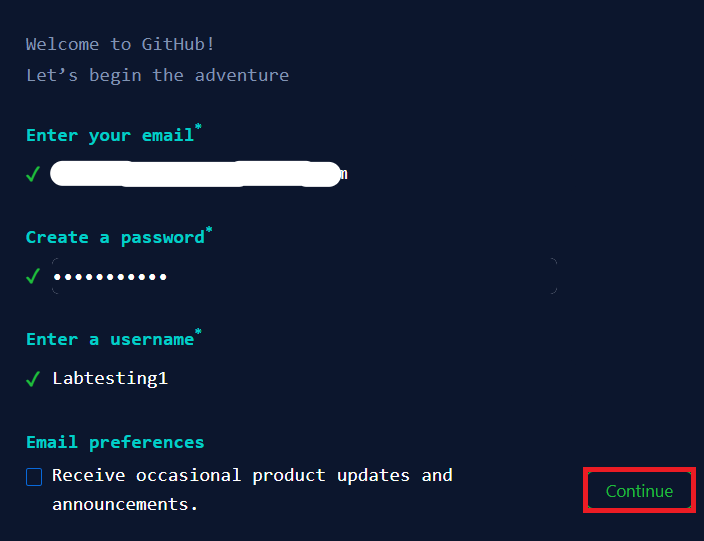 Welcome to GitHub!
Let’s begin the adventure
Enter your email*
✓ m
Create a password*
✓ •••••••••••
Enter a username*
✓ Labtesting1
Email preferences
Receive occasional product updates and
announcements.
Continue